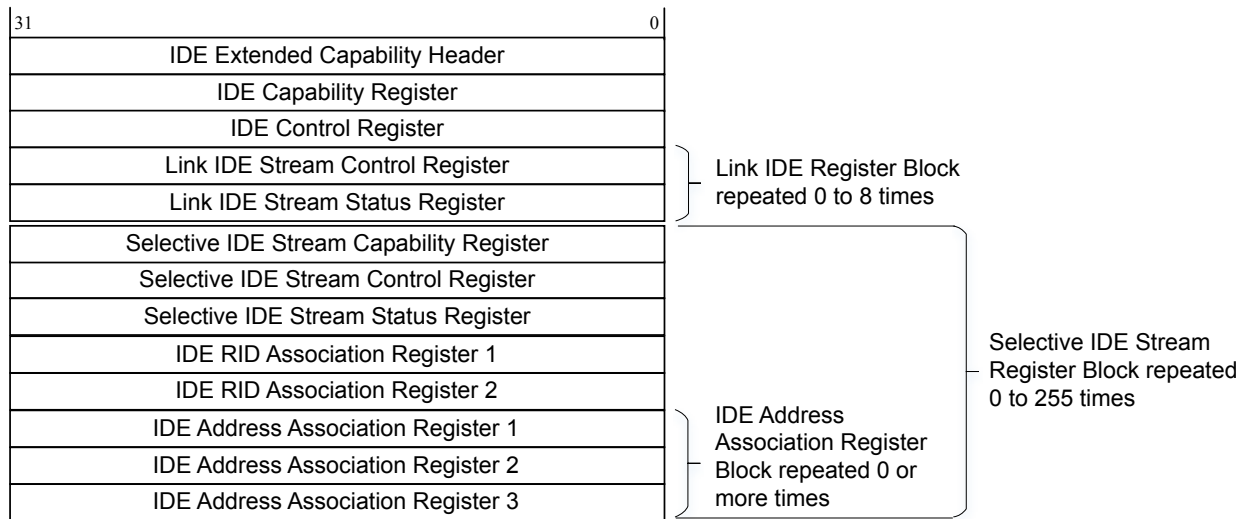 31 0
IDE Extended Capability Header
IDE Capability Register
IDE Control Register
Link IDE Stream Control Register
Link IDE Stream Status Register
Link IDE Register Block
repeated 0 to 8 times
Selective IDE Stream Capability Register
Selective IDE Stream Control Register
Selective IDE Stream Status Register
IDE RID Association Register 1
IDE RID Association Register 2
IDE Address Association Register 1
IDE Address Association Register 2
IDE Address Association Register 3
IDE Address
Association Register
Block repeated 0 or
more times
Selective IDE Stream
Register Block repeated
0 to 255 times